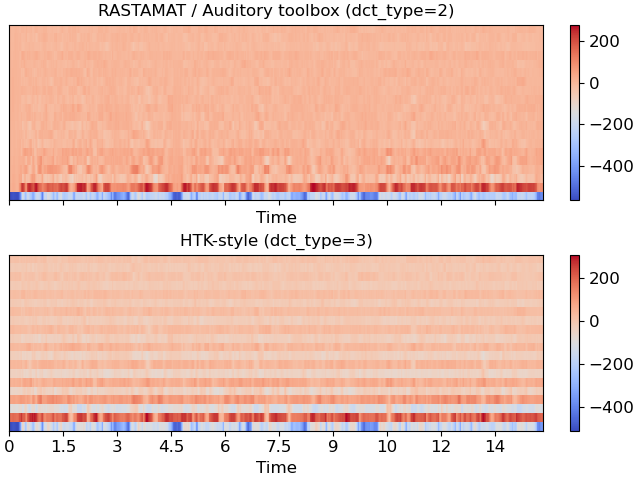 RASTAMAT / Auditory toolbox (dct_type=2)
200
0
−200
−400
Time
HTK-style (dct_type=3)
200
0
−200
−400
0 1.5 3 4.5 6 7.5 9 10 12 14
Time